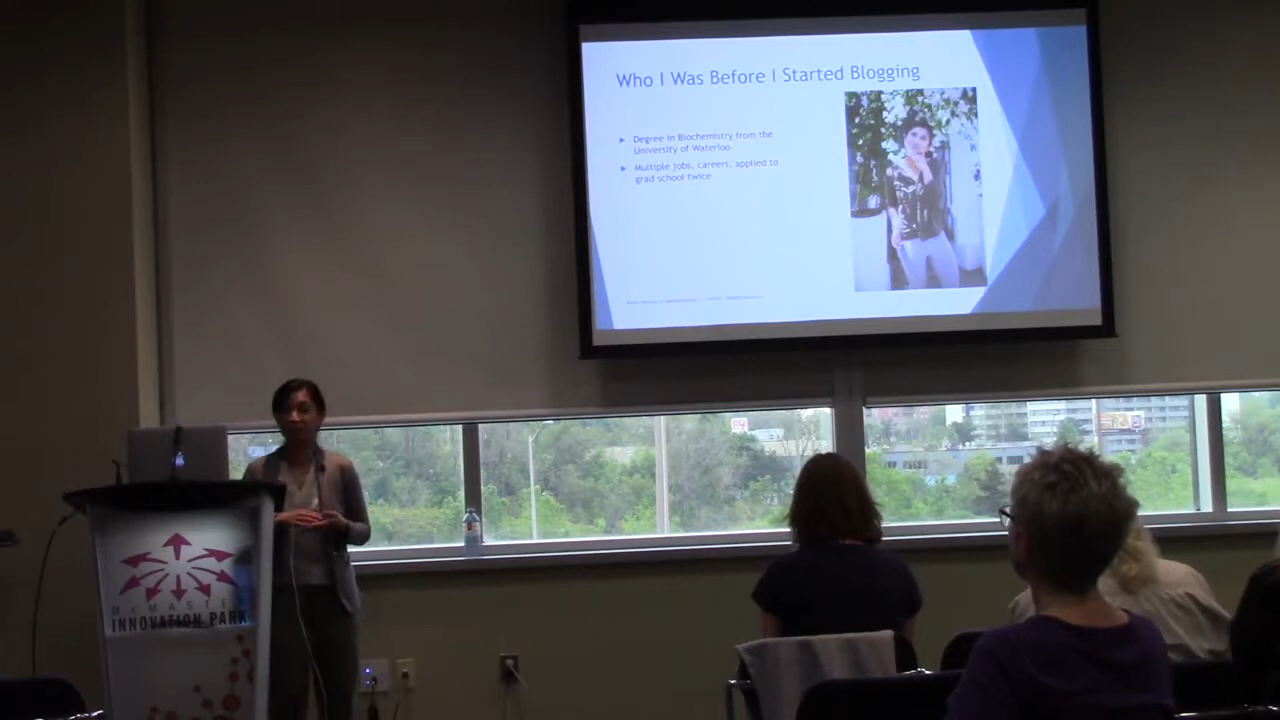 Who I Was Before I Started Blogging
Degree in Biochemistry from the
University of Waterloo
Multiple jobs, careers, applied to
grad school twice
MCMASTER
INNOVATION PARK